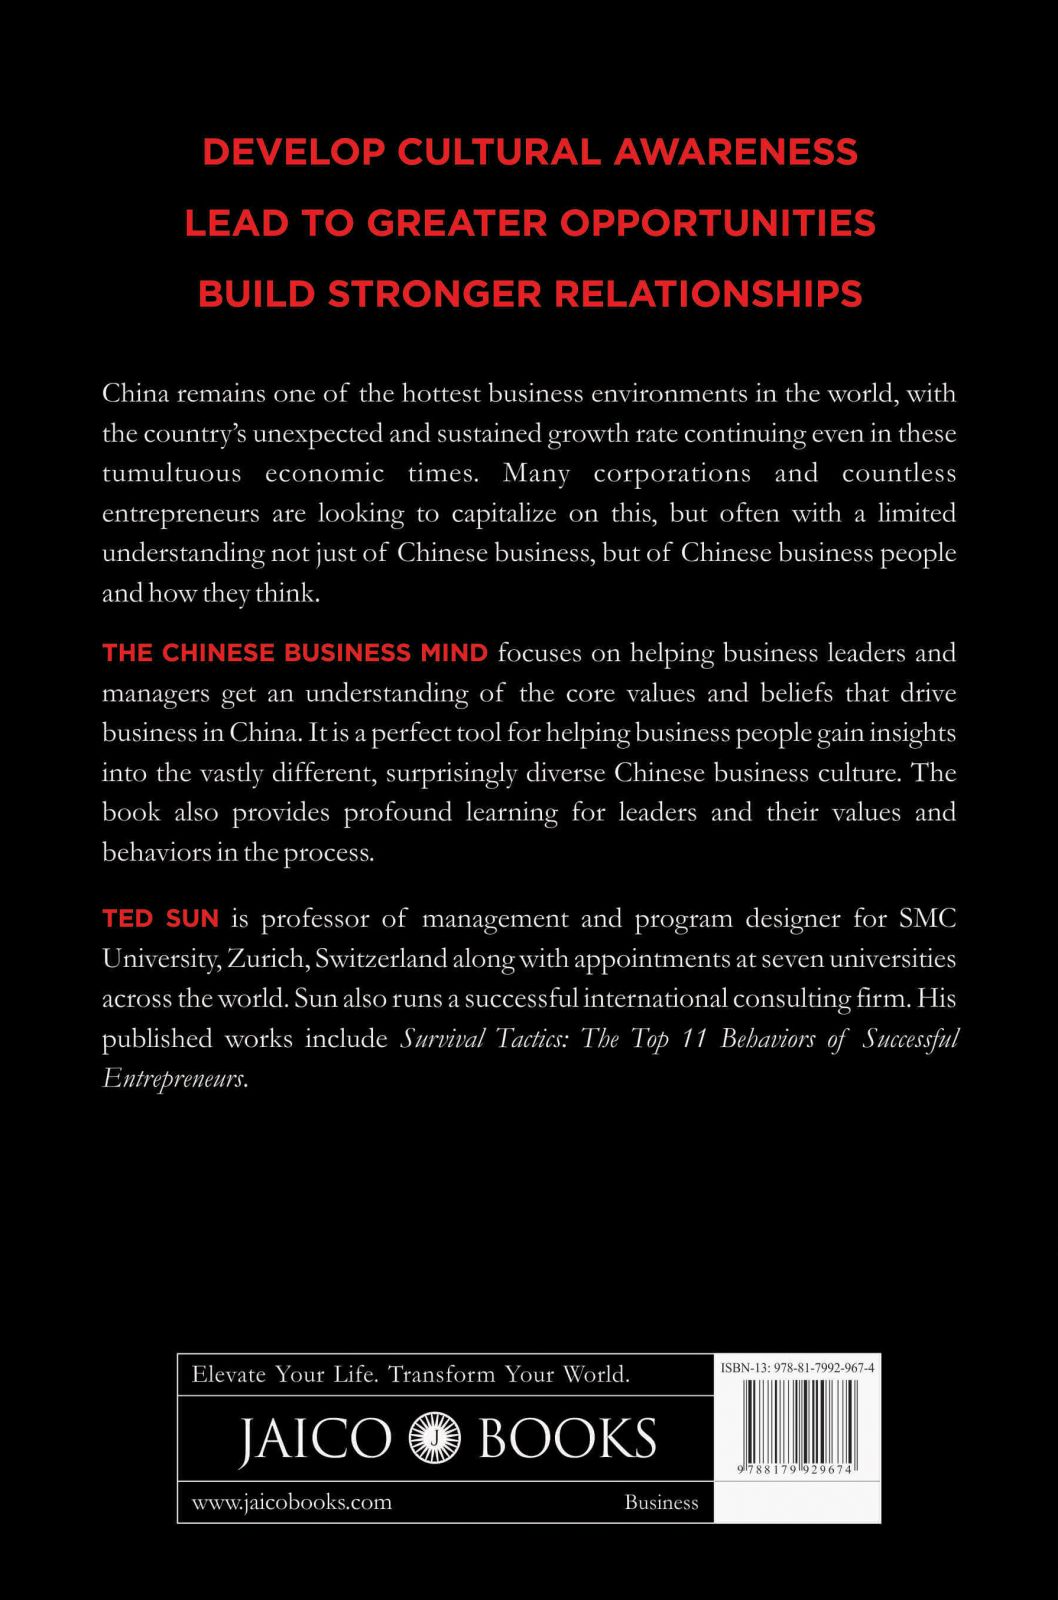 DEVELOP CULTURAL AWARENESS
LEAD TO GREATER OPPORTUNITIES
BUILD STRONGER RELATIONSHIPS
China remains one of the hottest business environments in the world, with
the country's unexpected and sustained growth rate continuing even in these
tumultuous economic times. Many corporations and countless
entrepreneurs are looking to capitalize on this, but often with a limited
understanding not just of Chinese business, but of Chinese business people
and how they think.
THE CHINESE BUSINESS MIND focuses on helping business leaders and
managers get an understanding of the core values and beliefs that drive
business in China. It is a perfect tool for helping business people gain insights
into the vastly different, surprisingly diverse Chinese business culture. The
book also provides profound learning for leaders and their values and
behaviors in the process.
TED SUN is professor of management and program designer for SMC
University, Zurich, Switzerland along with appointments at seven universities
across the world. Sun also runs a successful international consulting firm. His
published works include Survival Tactics: The Top 11 Behaviors of Successful
Entrepreneurs.
Elevate Your Life. Transform Your World.
JAICO J BOOKS
www.jaicobooks.com Business
ISBN-13: 978-81-7992-967-4
9 788179 929674